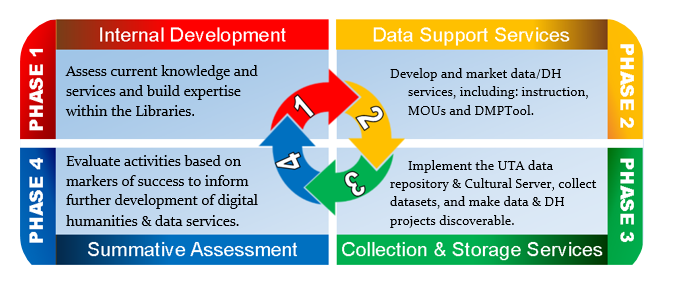 PHASE 1
Internal Development
Assess current knowledge and
services and build expertise
within the Libraries.
Data Support Services
PHASE 2
Develop and market data/DH
services, including: instruction,
MOUs and DMPTool.
1
2
3
4
PHASE 4
Evaluate activities based on
markers of success to inform
further development of digital
humanities & data services.
Summative Assessment
Implement the UTA data
repository & Cultural Server, collect
datasets, and make data & DH
projects discoverable.
PHASE 3
Collection & Storage Services